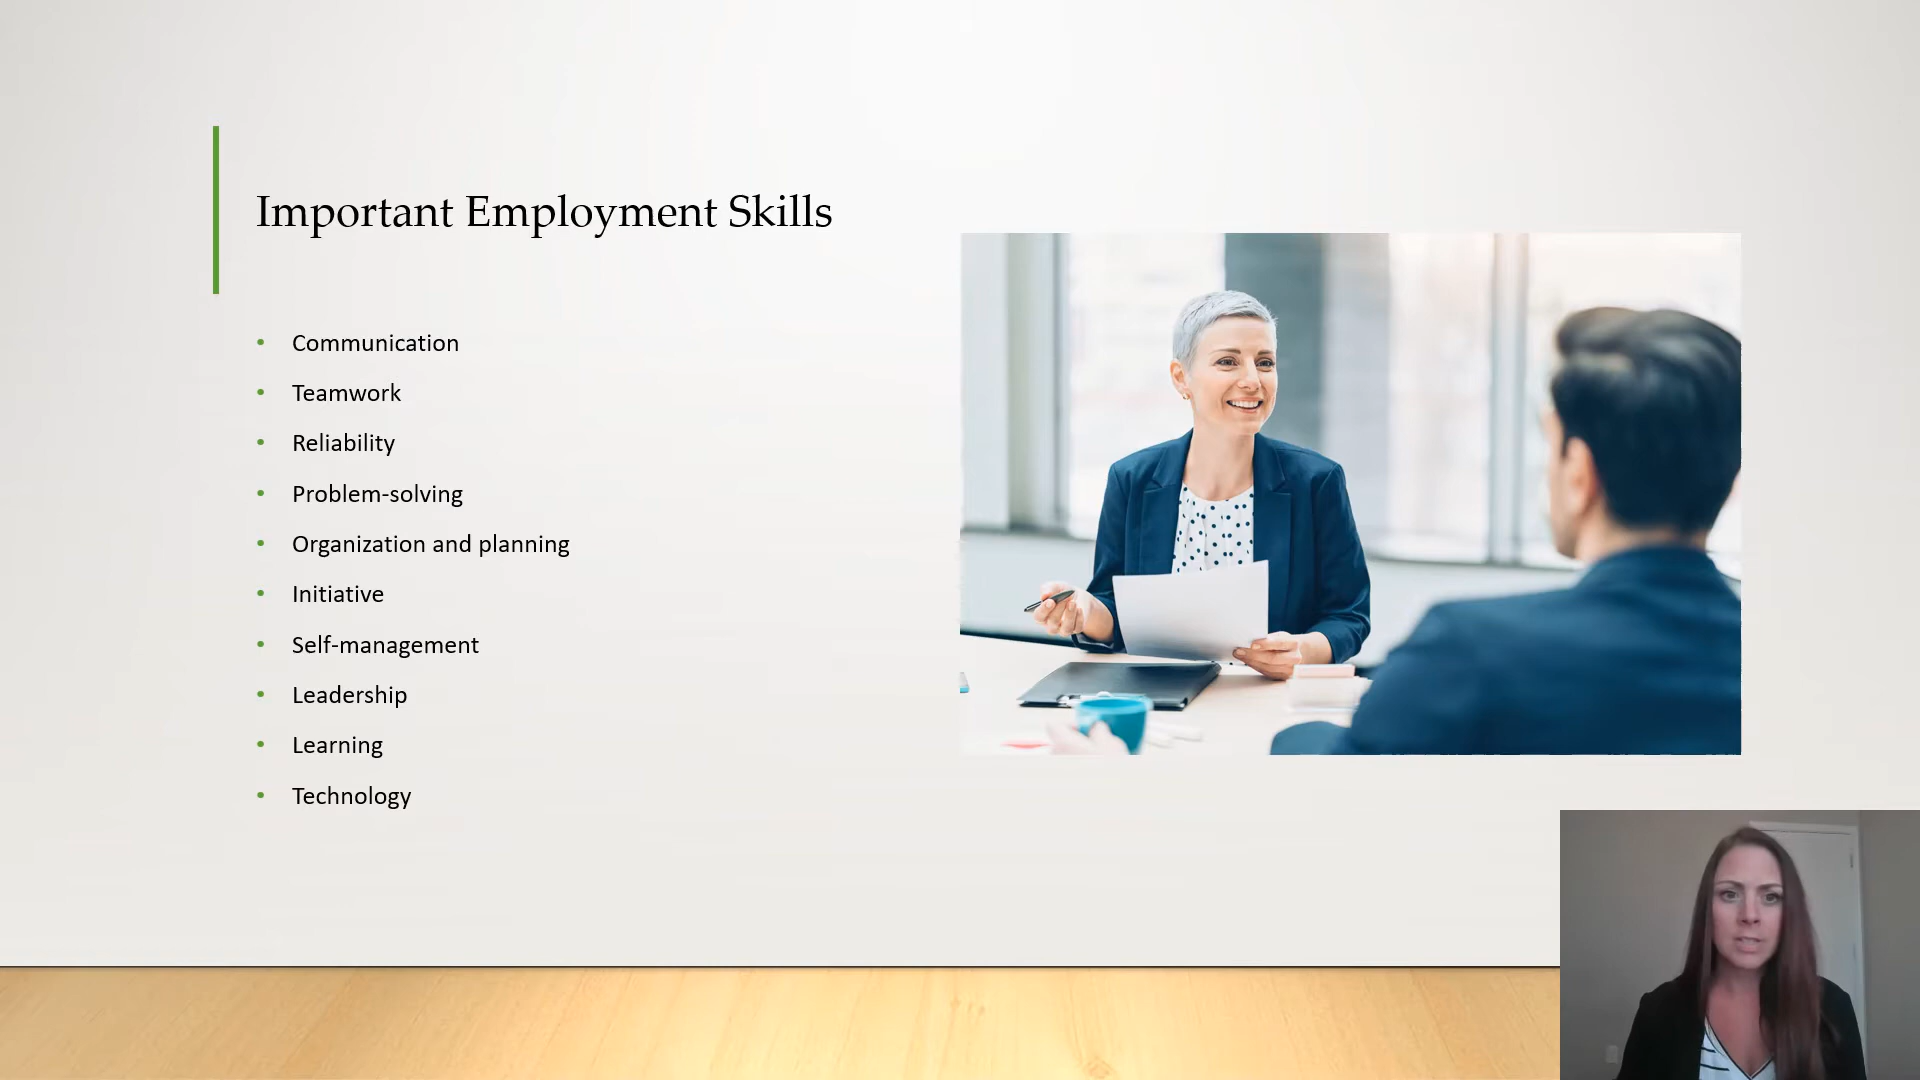 Important Employment Skills
Communication
Teamwork
Reliability
Problem-solving
Organization and planning
Initiative
Self-management
Leadership
Learning
Technology